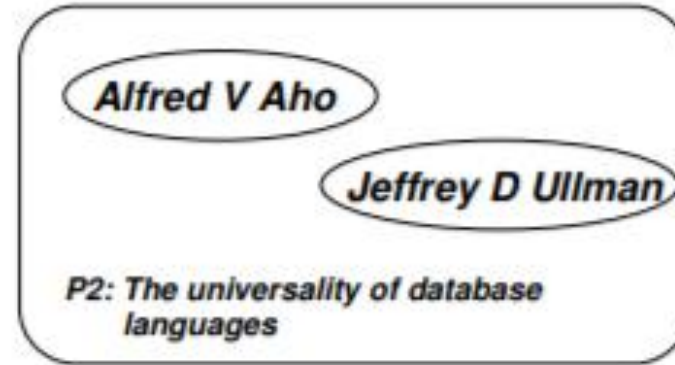 Alfred V Aho
Jeffrey D Ullman
P2: The universality of database
languages